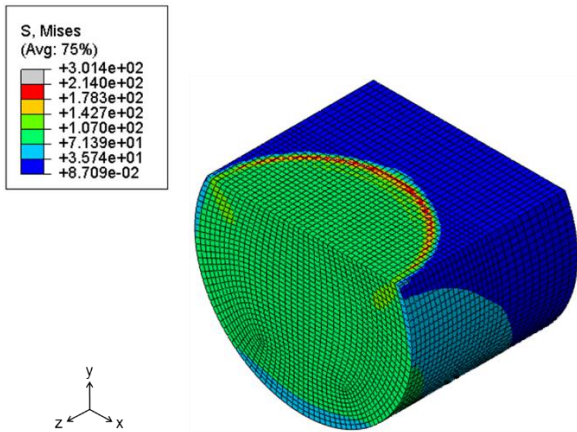 S, Mises
(Avg: 75%)
+3.014e+02
+2.140e+02
+1.783e+02
+1.427e+02
+1.070e+02
+7.139e+01
+3.574e+01
+8.709e-02
y
z
x